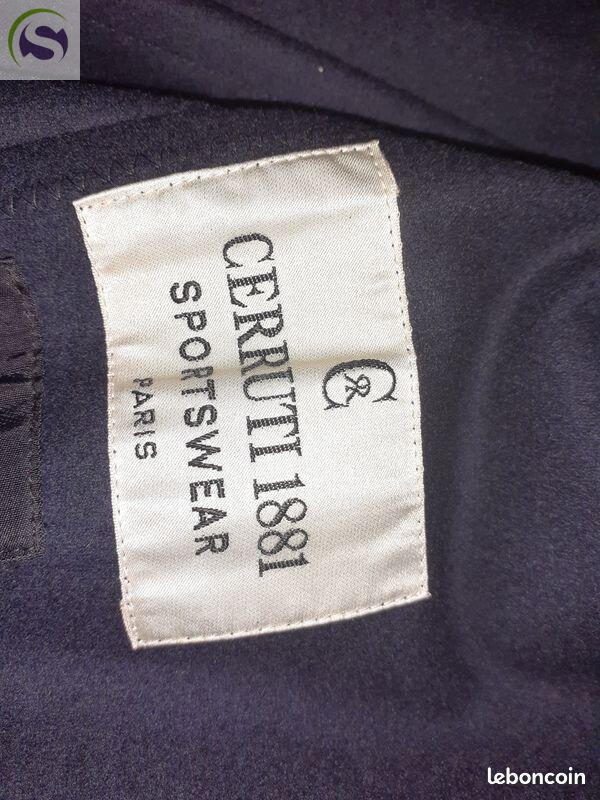 CR
CERRUTI 1881
SPORTSWEAR
PARIS
S
leboncoin